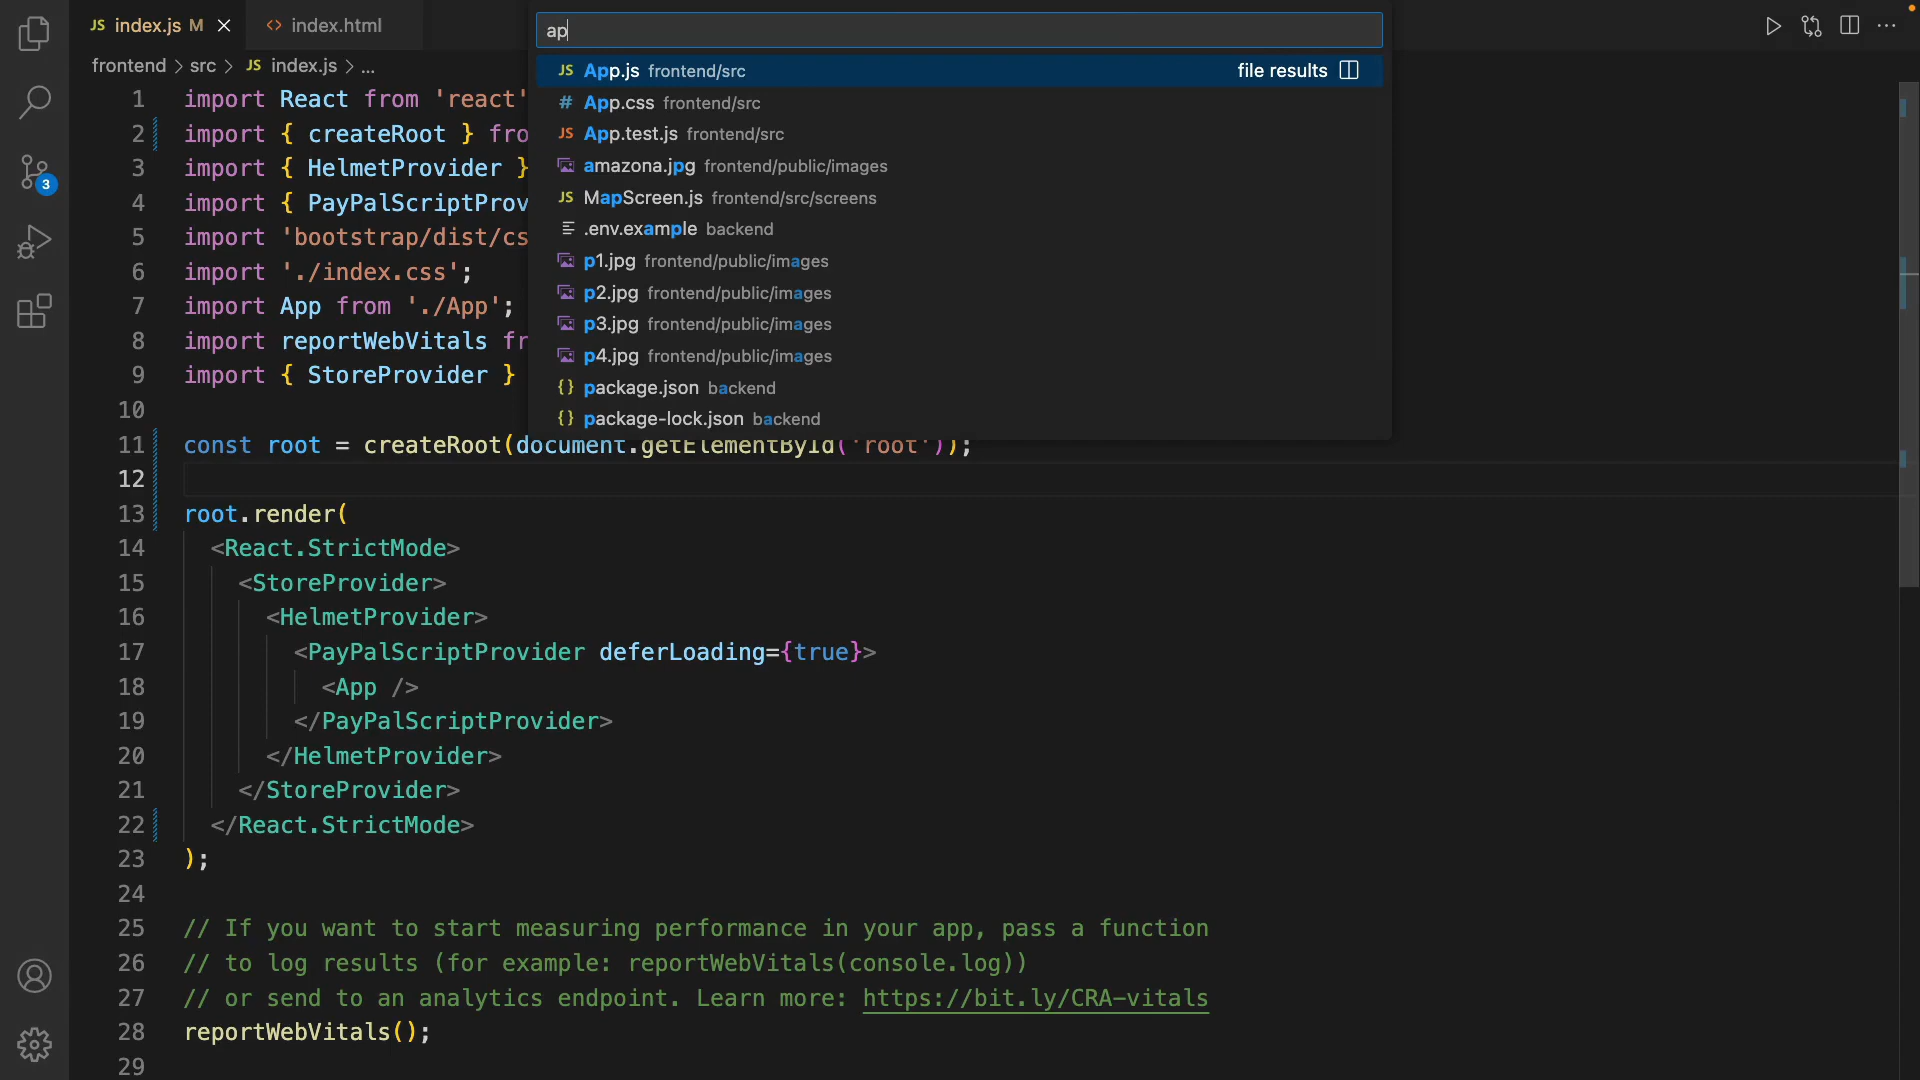 JS index.js M
<> index.html
ap
frontend > src > JS index.js > ...
JS App.js frontend/src file results
# App.css frontend/src
JS App.test.js frontend/src
amazona.jpg frontend/public/images
JS MapScreen.js frontend/src/screens
.env.example backend
p1.jpg frontend/public/images
p2.jpg frontend/public/images
p3.jpg frontend/public/images
p4.jpg frontend/public/images
{} package.json backend
{} package-lock.json backend
3
1 import React from 'react'
2 import { createRoot } fro
3 import { HelmetProvider }
4 import { PayPalScriptProv
5 import 'bootstrap/dist/cs
6 import './index.css';
7 import App from './App';
8 import reportWebVitals fr
9 import { StoreProvider }
10
11 const root = createRoot(document.getElementById('root'));
12
13 root.render(
14 <React.StrictMode>
15 <StoreProvider>
16 <HelmetProvider>
17 <PayPalScriptProvider deferLoading={true}>
18 <App />
19 </PayPalScriptProvider>
20 </HelmetProvider>
21 </StoreProvider>
22 </React.StrictMode>
23 );
24
25 // If you want to start measuring performance in your app, pass a function
26 // to log results (for example: reportWebVitals(console.log))
27 // or send to an analytics endpoint. Learn more: https://bit.ly/CRA-vitals
28 reportWebVitals();
29